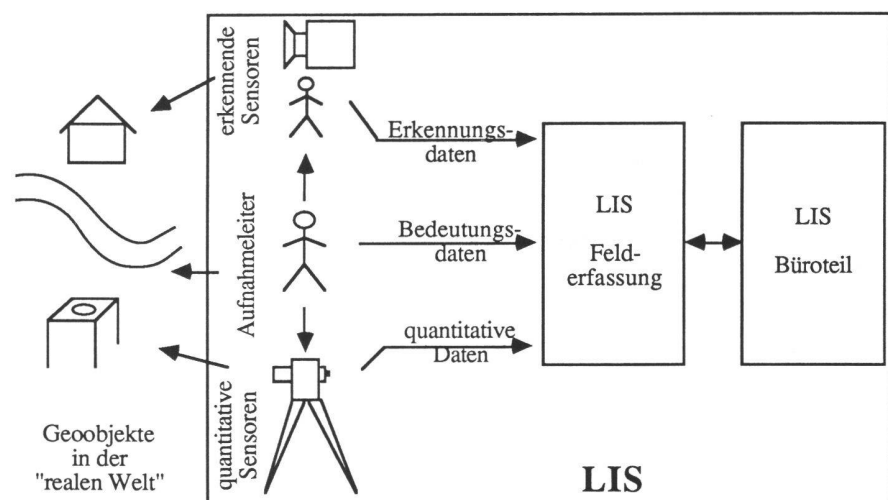 erkennende
Sensoren
Aufnahmeleiter
quantitative
Sensoren
Geoobjekte
in der
"realen Welt"
Erkennungs-
daten
Bedeutungs-
daten
quantitative
Daten
LIS
Feld-
erfassung
LIS
Büroteil
LIS